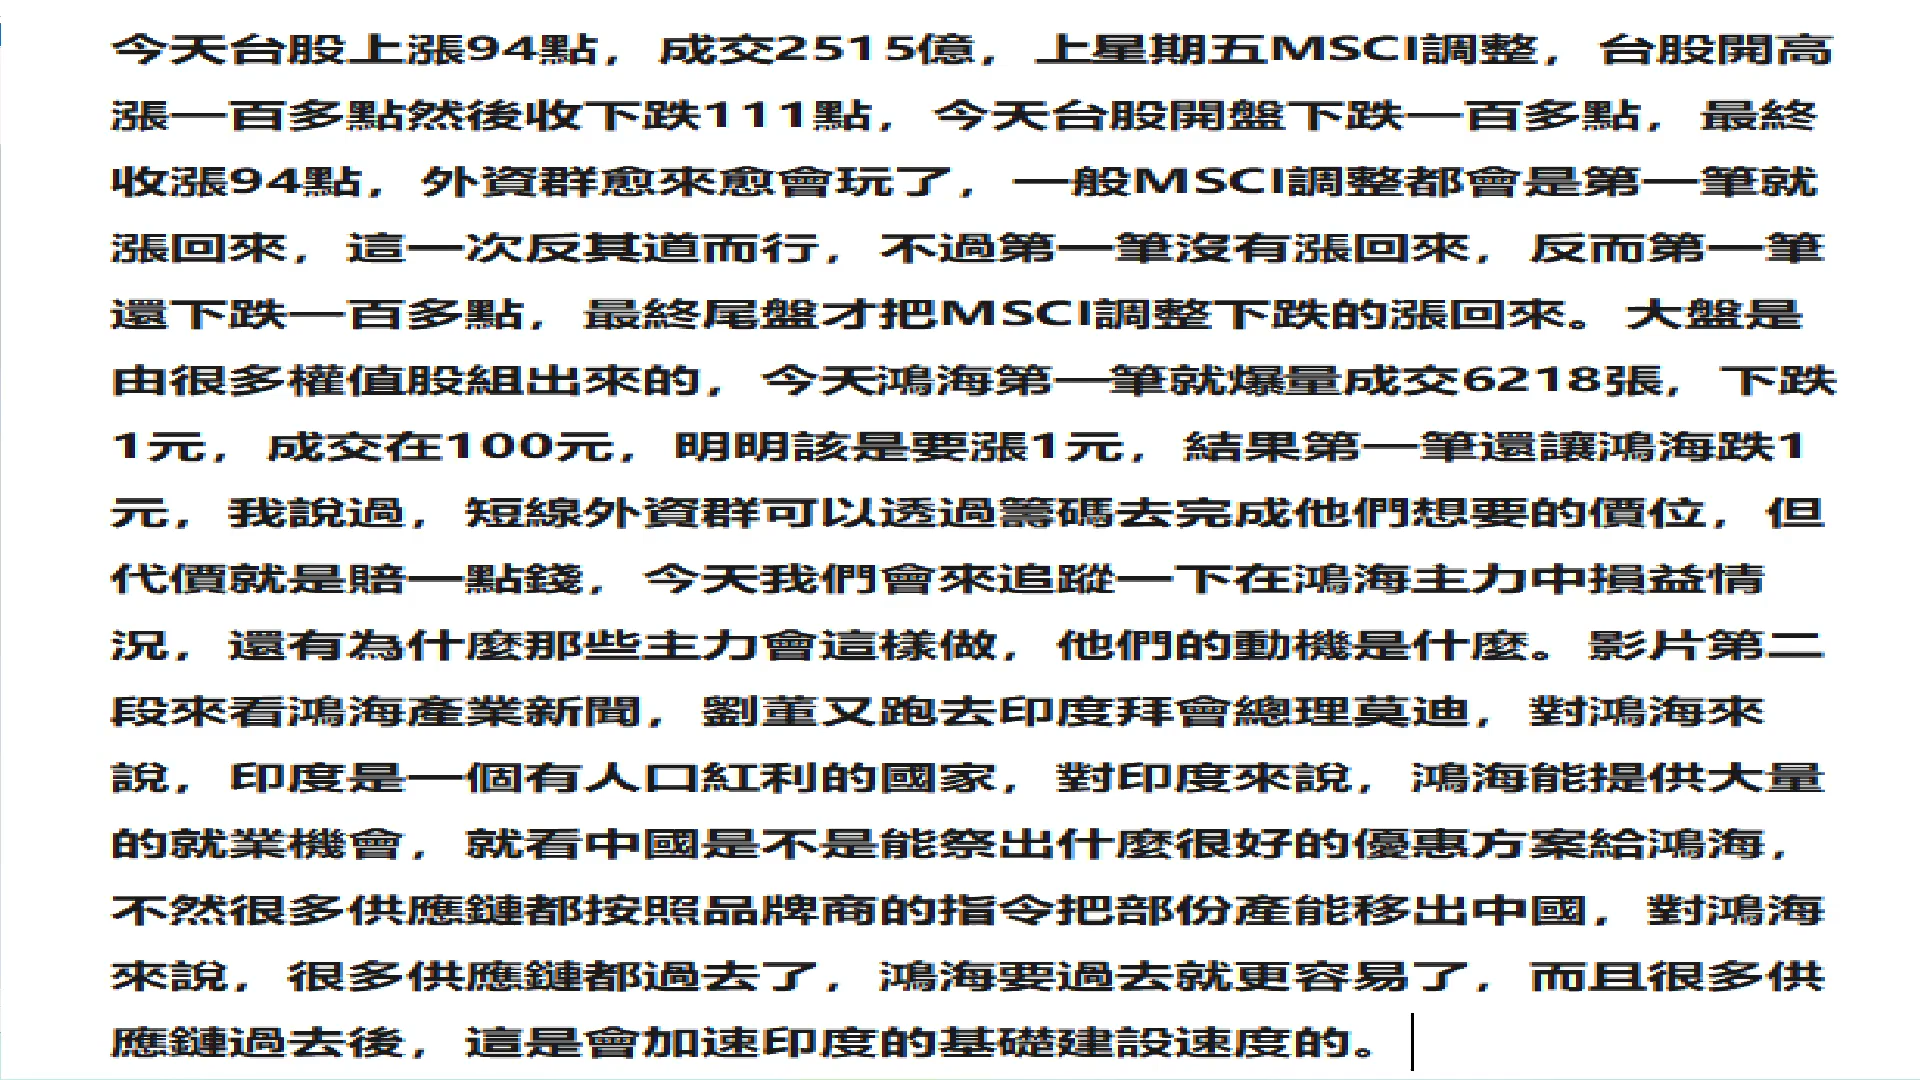 今天台股上漲94點，成交2515億，上星期五MSCI調整，台股開高
漲一百多點然後收下跌111點，今天台股開盤下跌一百多點，最終
收漲94點，外資群愈來愈會玩了，一般MSCI調整都會是第一筆就
漲回來，這一次反其道而行，不過第一筆沒有漲回來，反而第一筆
還下跌一百多點，最終尾盤才把MSCI調整下跌的漲回來。大盤是
由很多權值股組出來的，今天鴻海第一筆就爆量成交6218張，下跌
1元，成交在100元，明明該是要漲1元，結果第一筆還讓鴻海跌1
元，我說過，短線外資群可以透過籌碼去完成他們想要的價位，但
代價就是賠一點錢，今天我們會來追蹤一下在鴻海主力中損益情
況，還有為什麼那些主力會這樣做，他們的動機是什麼。影片第二
段來看鴻海產業新聞，劉董又跑去印度拜會總理莫迪，對鴻海來
說，印度是一個有人口紅利的國家，對印度來說，鴻海能提供大量
的就業機會，就看中國是不是能祭出什麼很好的優惠方案給鴻海，
不然很多供應鏈都按照品牌商的指令把部份產能移出中國，對鴻海
來說，很多供應鏈都過去了，鴻海要過去就更容易了，而且很多供
應鏈過去後，這是會加速印度的基礎建設速度的。